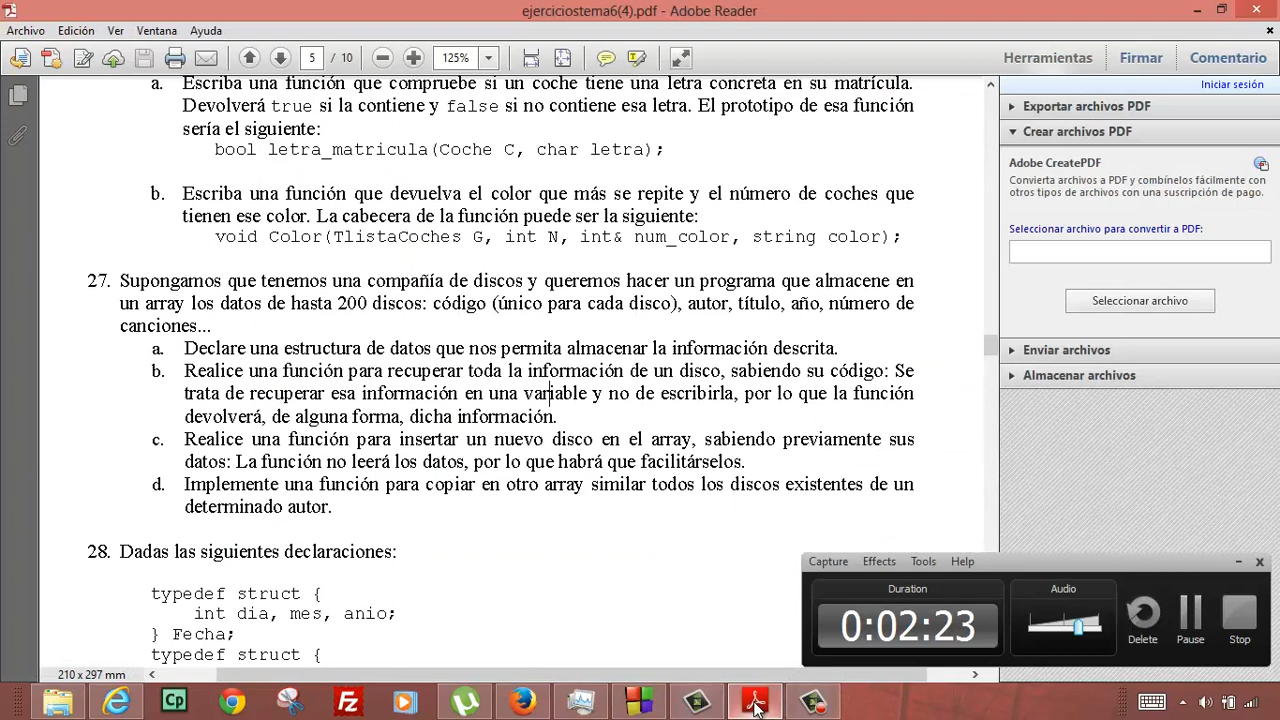 ejerciciostema6(4).pdf - Adobe Reader
Archivo Edición Ver Ventana Ayuda
5 / 10 125% Herramientas Firmar Comentario
a. Escriba una función que compruebe si un coche tiene una letra concreta en su matrícula.
Devolverá true si la contiene y false si no contiene esa letra. El prototipo de esa función
sería el siguiente:
bool letra_matricula(Coche C, char letra);
b. Escriba una función que devuelva el color que más se repite y el número de coches que
tienen ese color. La cabecera de la función puede ser la siguiente:
void Color(TlistaCoches G, int N, int& num_color, string color);
27. Supongamos que tenemos una compañía de discos y queremos hacer un programa que almacene en
un array los datos de hasta 200 discos: código (único para cada disco), autor, título, año, número de
canciones...
a. Declare una estructura de datos que nos permita almacenar la información descrita.
b. Realice una función para recuperar toda la información de un disco, sabiendo su código: Se
trata de recuperar esa información en una variable y no de escribirla, por lo que la función
devolverá, de alguna forma, dicha información.
c. Realice una función para insertar un nuevo disco en el array, sabiendo previamente sus
datos: La función no leerá los datos, por lo que habrá que facilitárselos.
d. Implemente una función para copiar en otro array similar todos los discos existentes de un
determinado autor.
28. Dadas las siguientes declaraciones:
typedef struct {
int dia, mes, anio;
} Fecha;
typedef struct {
210 x 297 mm
Iniciar sesión
Exportar archivos PDF
Crear archivos PDF
Adobe CreatePDF
Convierta archivos a PDF y combínelos fácilmente
con otros tipos de archivos con una suscripción de pago.
Seleccionar archivo para convertir a PDF:
Seleccionar archivo
Enviar archivos
Almacenar archivos
Capture Effects Tools Help
Duration Audio
0:02:23
Delete Pause Stop
Cp
FZ